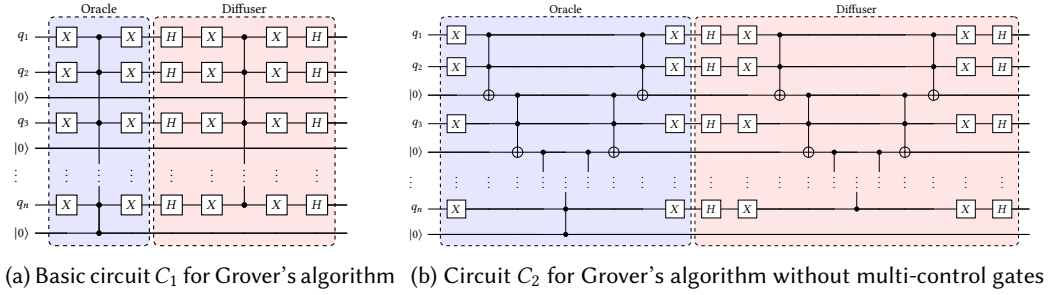 Oracle Diffuser Oracle Diffuser
q₁ X X H X X H q₁ X X H X X H
q₂ X X H X X H q₂ X X H X X H
|0⟩ |0⟩
q₃ X X H X X H q₃ X X H X X H
|0⟩ |0⟩
⋮ ⋮ ⋮ ⋮ ⋮ ⋮ ⋮ ⋮ ⋮ ⋮ ⋮ ⋮ ⋮ ⋮ ⋮ ⋮
qₙ X X H X X H qₙ X X H X X H
|0⟩ |0⟩
(a) Basic circuit C₁ for Grover's algorithm (b) Circuit C₂ for Grover's algorithm without multi-control gates